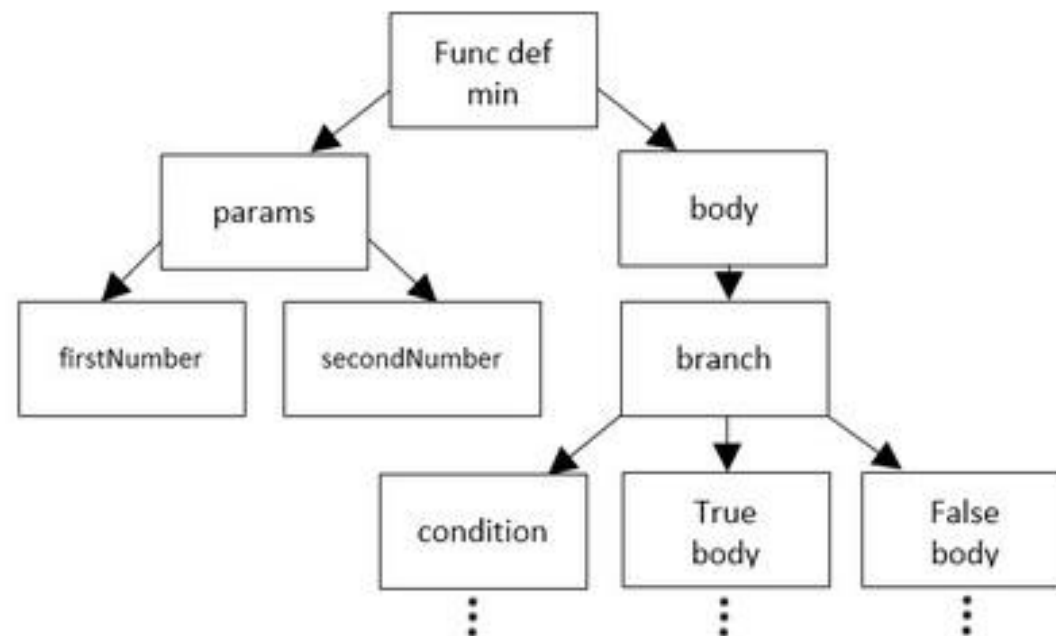 Func def
min
params
body
firstNumber
secondNumber
branch
condition
True
body
False
body